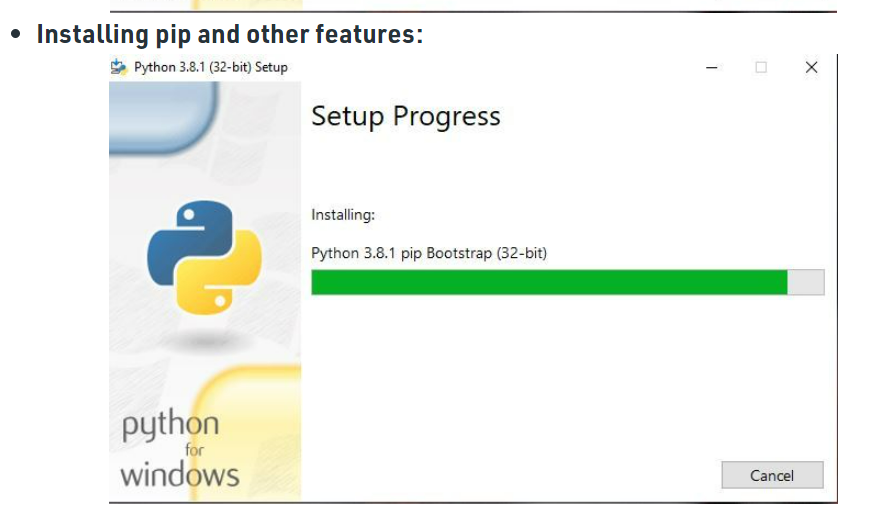 Installing pip and other features:
Python 3.8.1 (32-bit) Setup
Setup Progress
Installing:
Python 3.8.1 pip Bootstrap (32-bit)
python
for
windows
Cancel